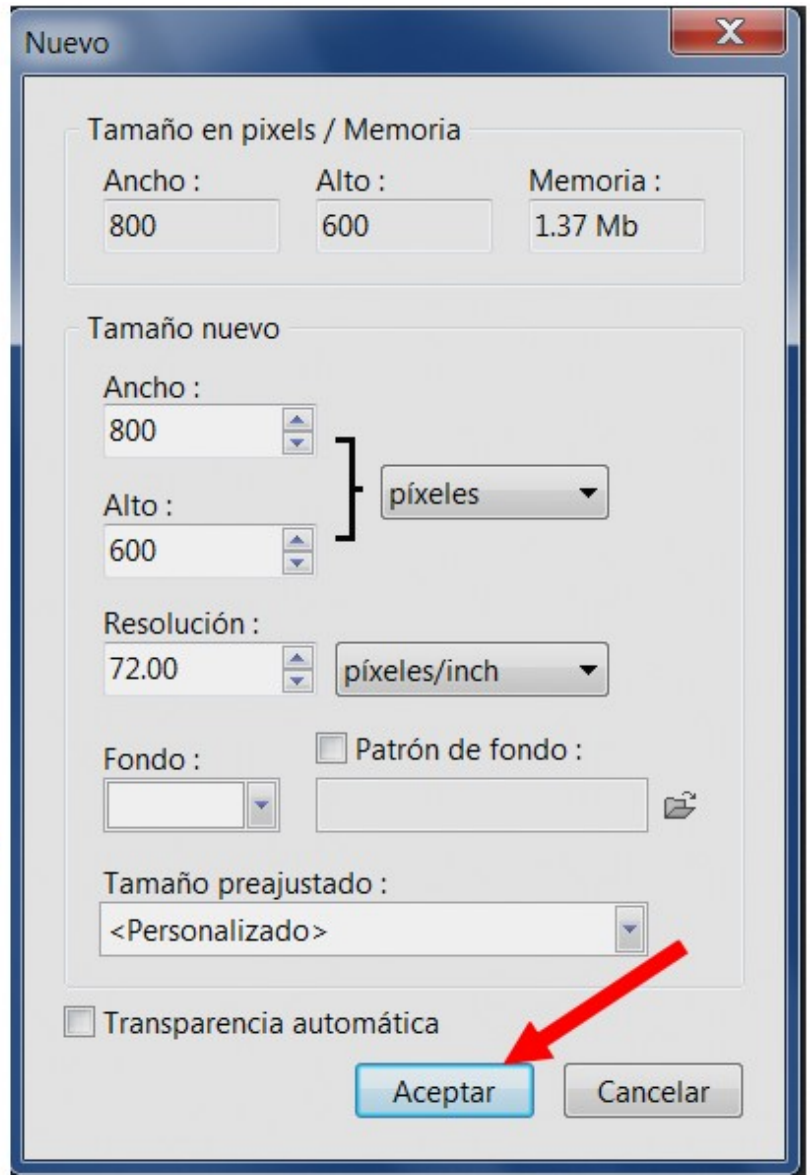 Nuevo
Tamaño en pixels / Memoria
Ancho : Alto : Memoria :
800 600 1.37 Mb
Tamaño nuevo
Ancho :
800
píxeles
Alto :
600
Resolución :
72.00 píxeles/inch
Fondo : Patrón de fondo :
Tamaño preajustado :
<Personalizado>
Transparencia automática
Aceptar Cancelar